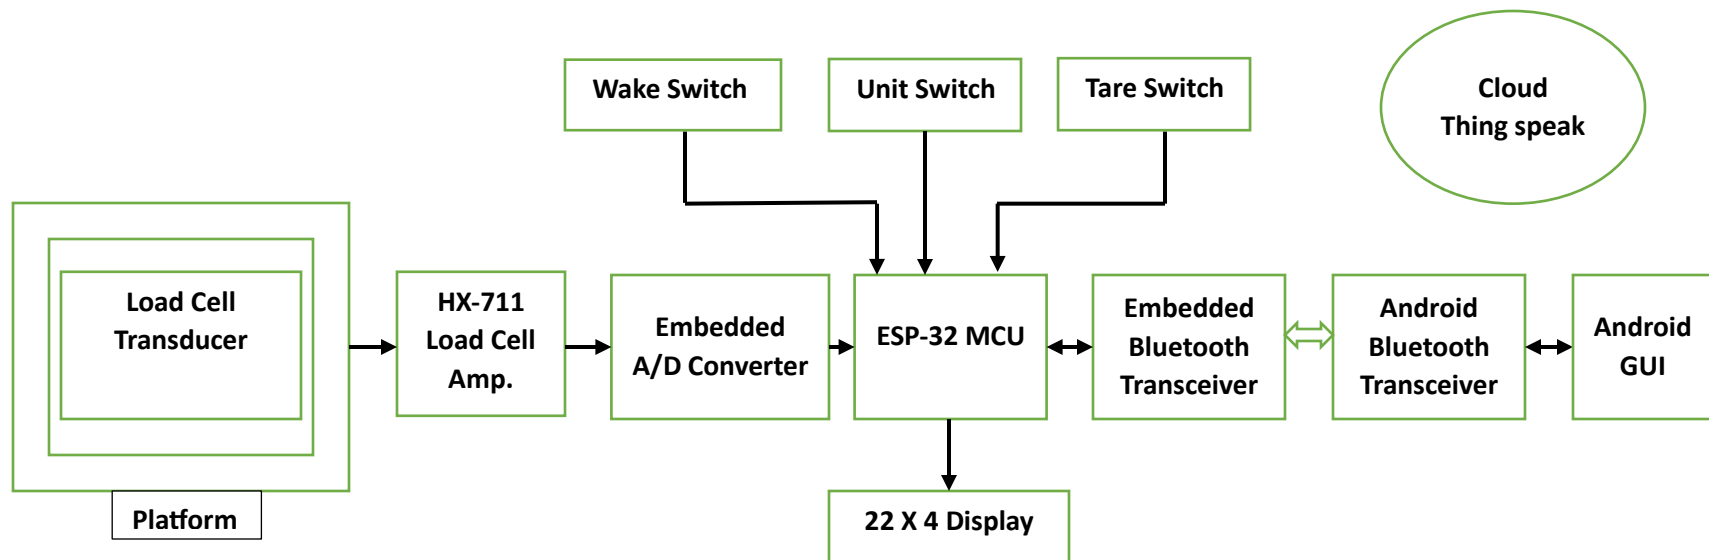 Wake Switch
Unit Switch
Tare Switch
Cloud
Thing speak
Load Cell
Transducer
HX-711
Load Cell
Amp.
Embedded
A/D Converter
ESP-32 MCU
Embedded
Bluetooth
Transceiver
Android
Bluetooth
Transceiver
Android
GUI
Platform
22 X 4 Display